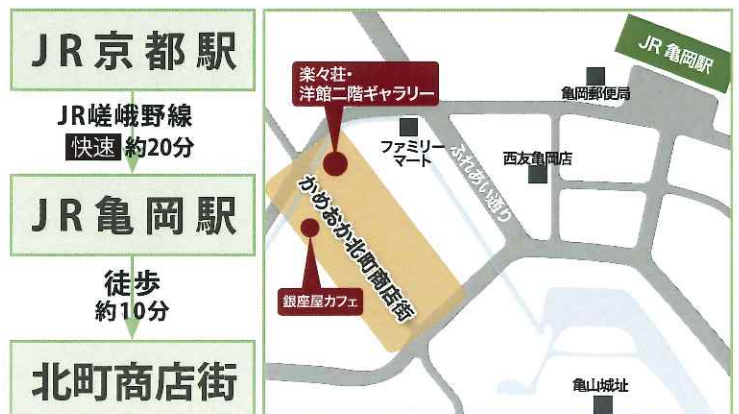 JR京都駅
JR嵯峨野線
快速 約20分
JR亀岡駅
徒歩
約10分
北町商店街
楽々荘・
洋館二階ギャラリー
JR 亀岡駅
亀岡郵便局
ファミリー
マート
西友亀岡店
ふれあい通り
かめおか北町商店街
銀座屋カフェ
亀山城址